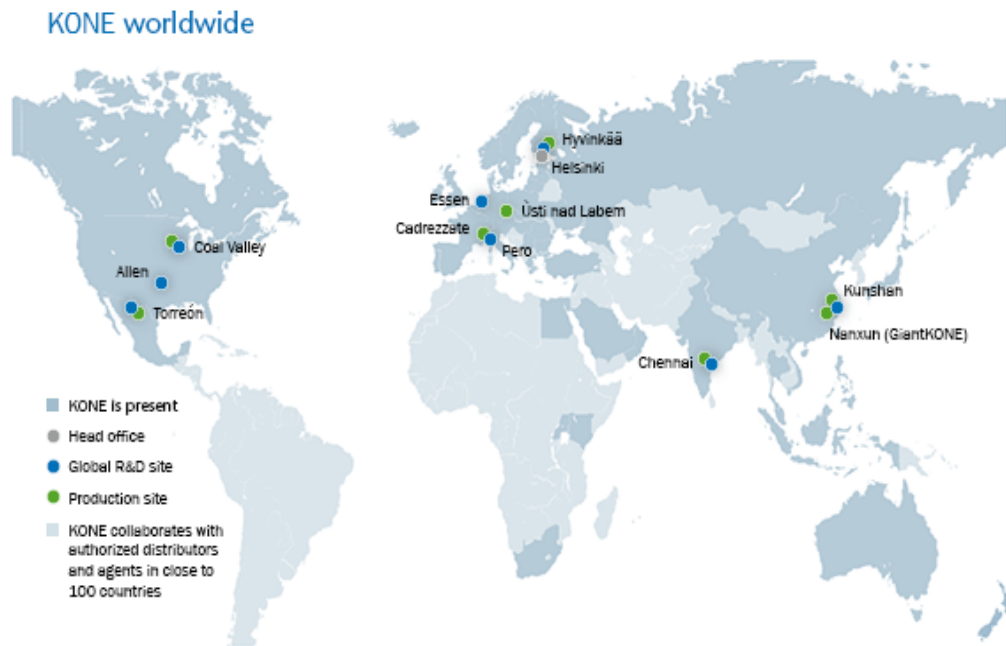 KONE worldwide
Hyvinkää
Helsinki
Essen
Ùsti nad Labem
Cadrezzate
Pero
Coal Valley
Allen
Torreón
Kunshan
Nanxun (GiantKONE)
Chennai
KONE is present
Head office
Global R&D site
Production site
KONE collaborates with
authorized distributors
and agents in close to
100 countries